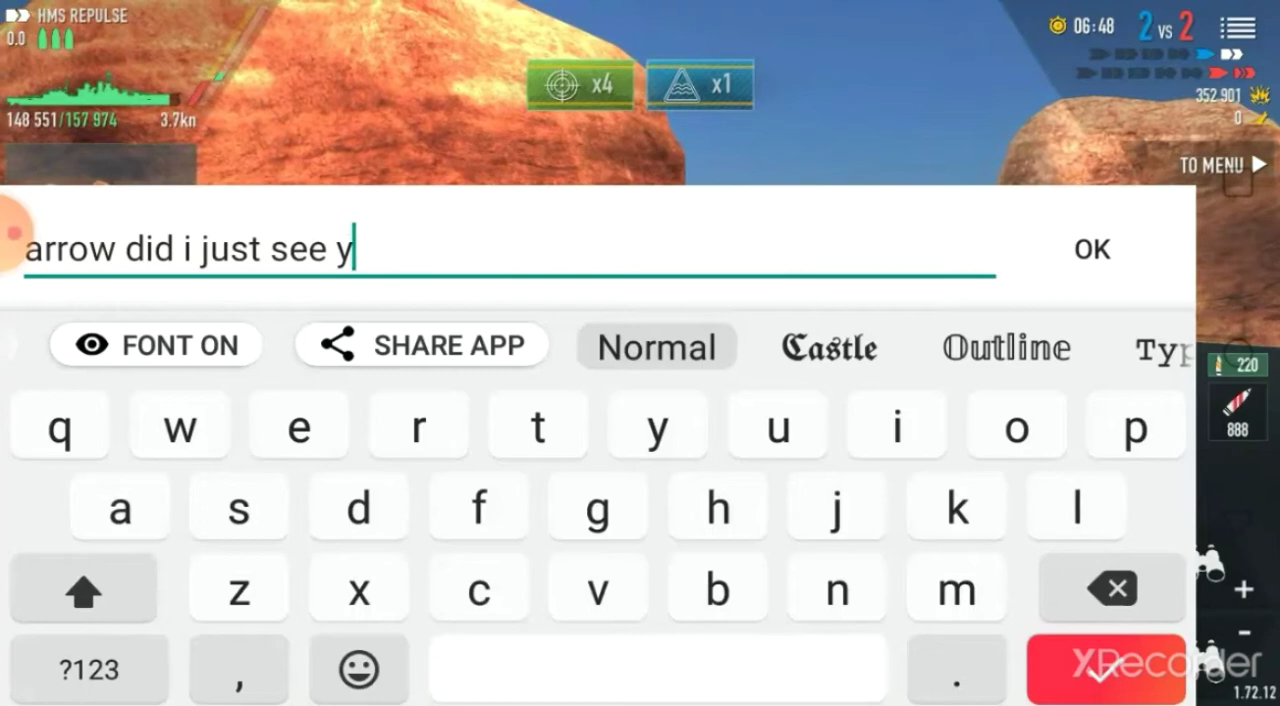 HMS REPULSE
0.0
148 551/157 974
3.7kn
x4
x1
06:48
2 vs 2
352 901
0
TO MENU
arrow did i just see y
OK
FONT ON
SHARE APP
Normal
Castle
Outline
Typ
220
888
q w e r t y u i o p
a s d f g h j k l
z x c v b n m
?123 , .
XRecorder
1.72.12